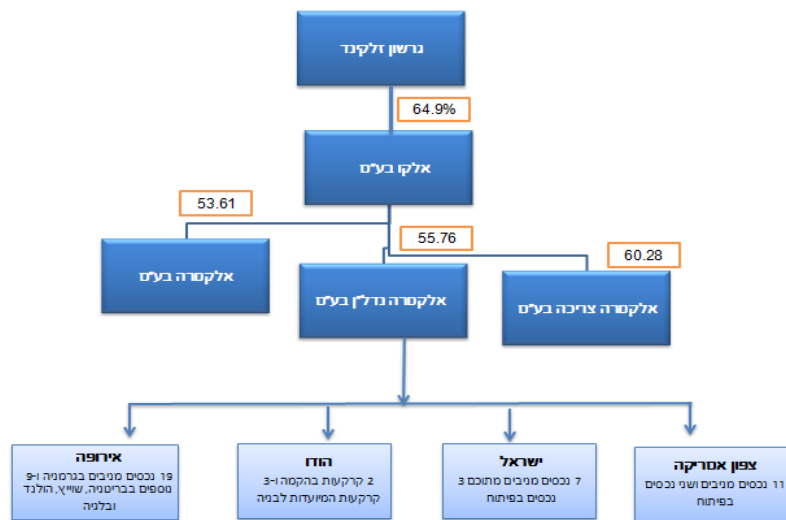 גרשון זלקינד
64.9%
אלקו בע"מ
53.61
55.76
60.28
אלקטרה בע"מ
אלקטרה נדל"ן בע"מ
אלקטרה צריכה בע"מ
אירופה
19 נכסים מניבים בגרמניה ו-9
נוספים בבריטניה, שוייץ, הולנד
ובלגיה
הודו
2 קרקעות בהקמה ו-3
קרקעות המיועדות לבניה
ישראל
7 נכסים מניבים מתוכם 3
נכסים בפיתוח
צפון אמריקה
11 נכסים מניבים ושני נכסים
בפיתוח